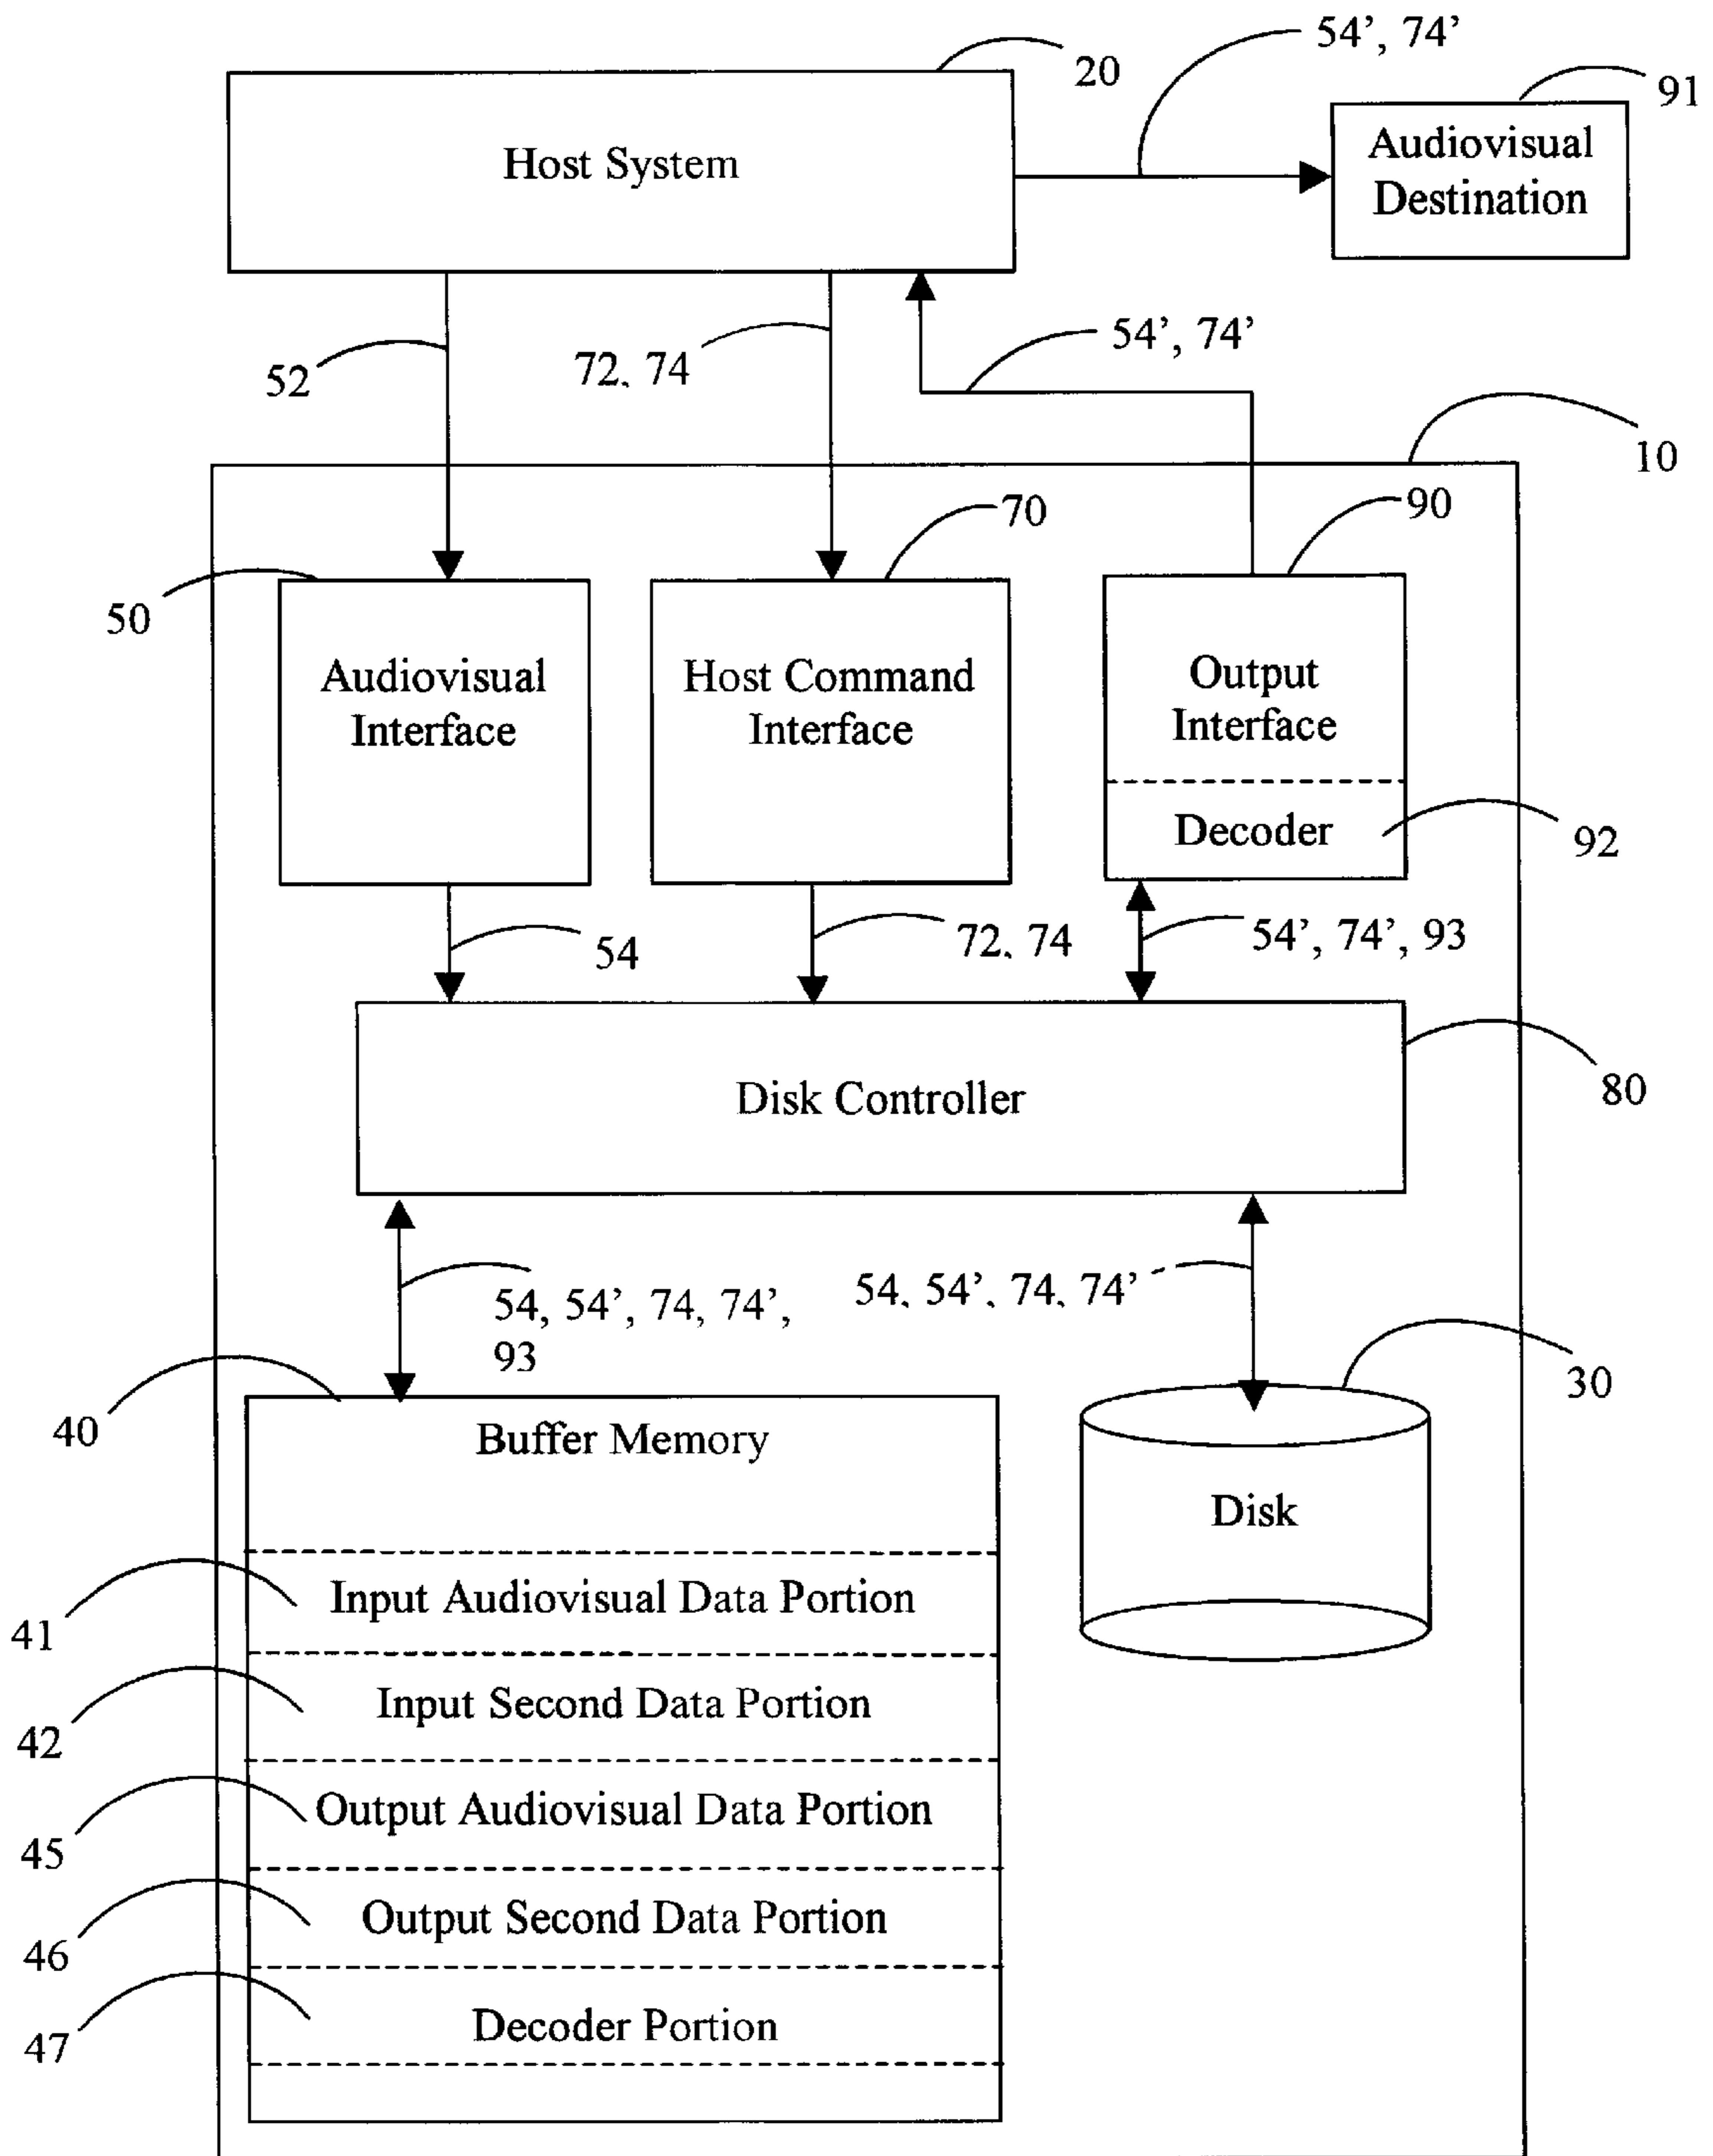 54’, 74’
20
91
Host System
Audiovisual
Destination
54’, 74’
52
72, 74
10
70
90
50
Audiovisual
Interface
Host Command
Interface
Output
Interface
Decoder
92
54
72, 74
54’, 74’, 93
Disk Controller
80
54, 54’, 74, 74’,
93
54, 54’, 74, 74’
40
30
Buffer Memory
Disk
Input Audiovisual Data Portion
41
Input Second Data Portion
42
Output Audiovisual Data Portion
45
Output Second Data Portion
46
Decoder Portion
47